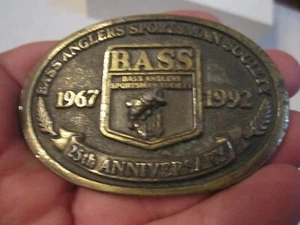 BASS ANGLERS SPORTSMAN SOCIETY
BASS
BASS ANGLERS
SPORTSMAN SOCIETY
1967 1992
25th ANNIVERSARY